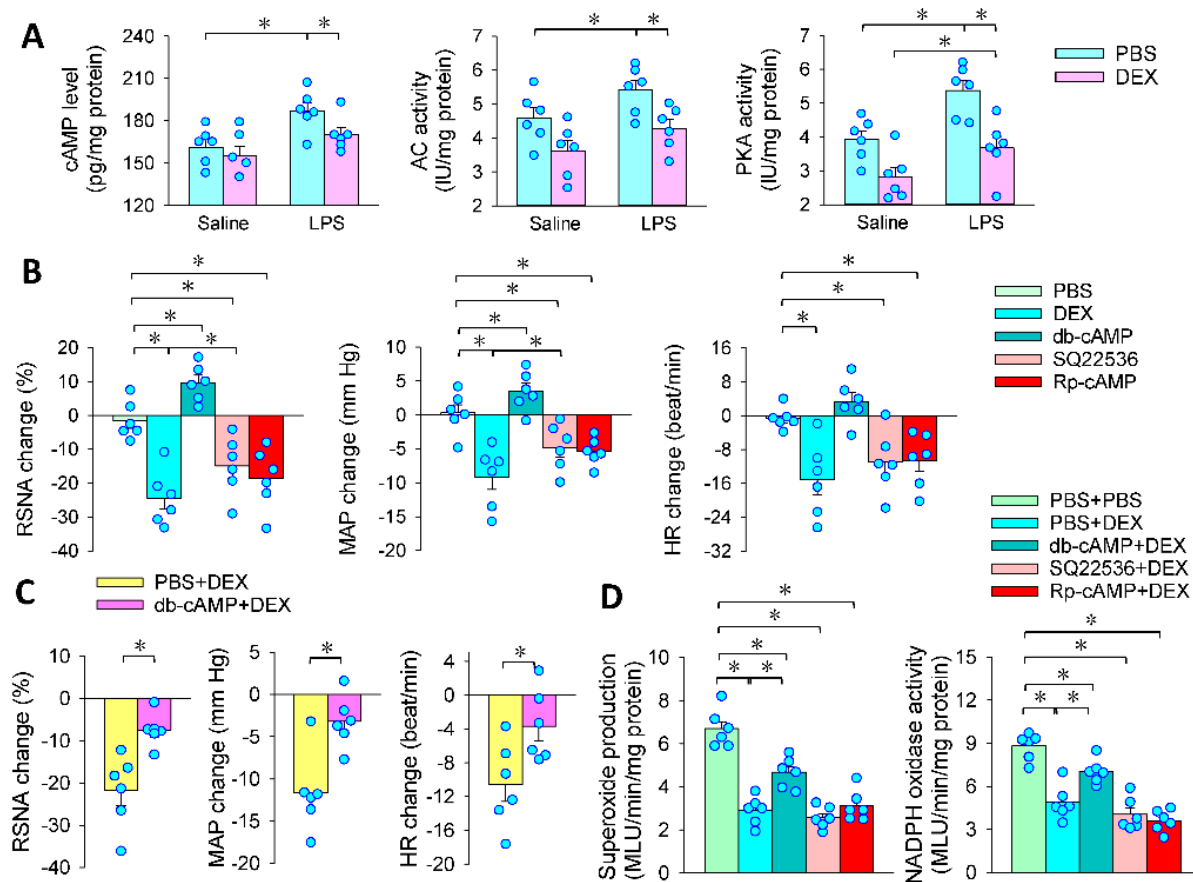 A
cAMP level
(pg/mg protein)
240
210
180
150
120
Saline
LPS
*
*
AC activity
(IU/mg protein)
7
6
5
4
3
2
Saline
LPS
*
*
PKA activity
(IU/mg protein)
7
6
5
4
3
2
Saline
LPS
*
*
*
PBS
DEX
B
RSNA change (%)
20
10
0
-10
-20
-30
-40
*
*
*
*
*
MAP change (mm Hg)
10
5
0
-5
-10
-15
-20
*
*
*
*
*
HR change (beat/min)
16
8
0
-8
-16
-24
-32
*
*
*
PBS
DEX
db-cAMP
SQ22536
Rp-cAMP
C
PBS+DEX
db-cAMP+DEX
RSNA change (%)
10
0
-10
-20
-30
-40
*
MAP change (mm Hg)
5
0
-5
-10
-15
-20
*
HR change (beat/min)
4
0
-4
-8
-12
-16
-20
*
D
PBS+PBS
PBS+DEX
db-cAMP+DEX
SQ22536+DEX
Rp-cAMP+DEX
Superoxide production
(MLU/min/mg protein)
10
8
6
4
2
0
*
*
*
*
*
NADPH oxidase activity
(MLU/min/mg protein)
15
12
9
6
3
0
*
*
*
*
*